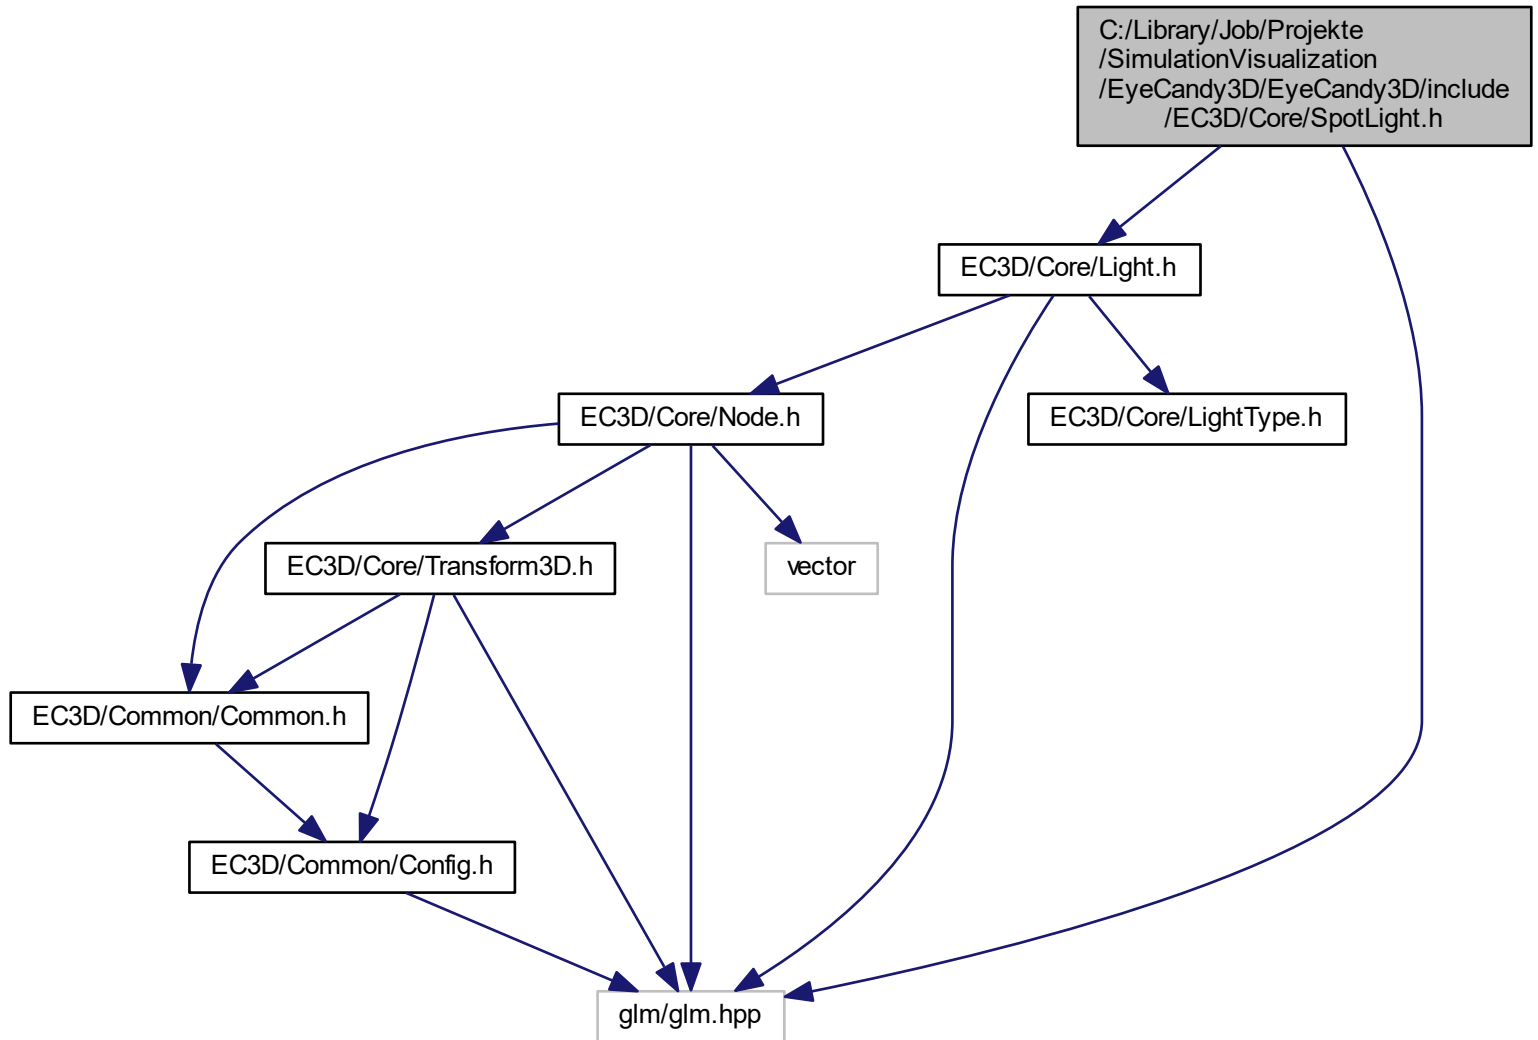 C:/Library/Job/Projekte
/SimulationVisualization
/EyeCandy3D/EyeCandy3D/include
/EC3D/Core/SpotLight.h
EC3D/Core/Light.h
EC3D/Core/Node.h
EC3D/Core/LightType.h
EC3D/Core/Transform3D.h
vector
EC3D/Common/Common.h
EC3D/Common/Config.h
glm/glm.hpp